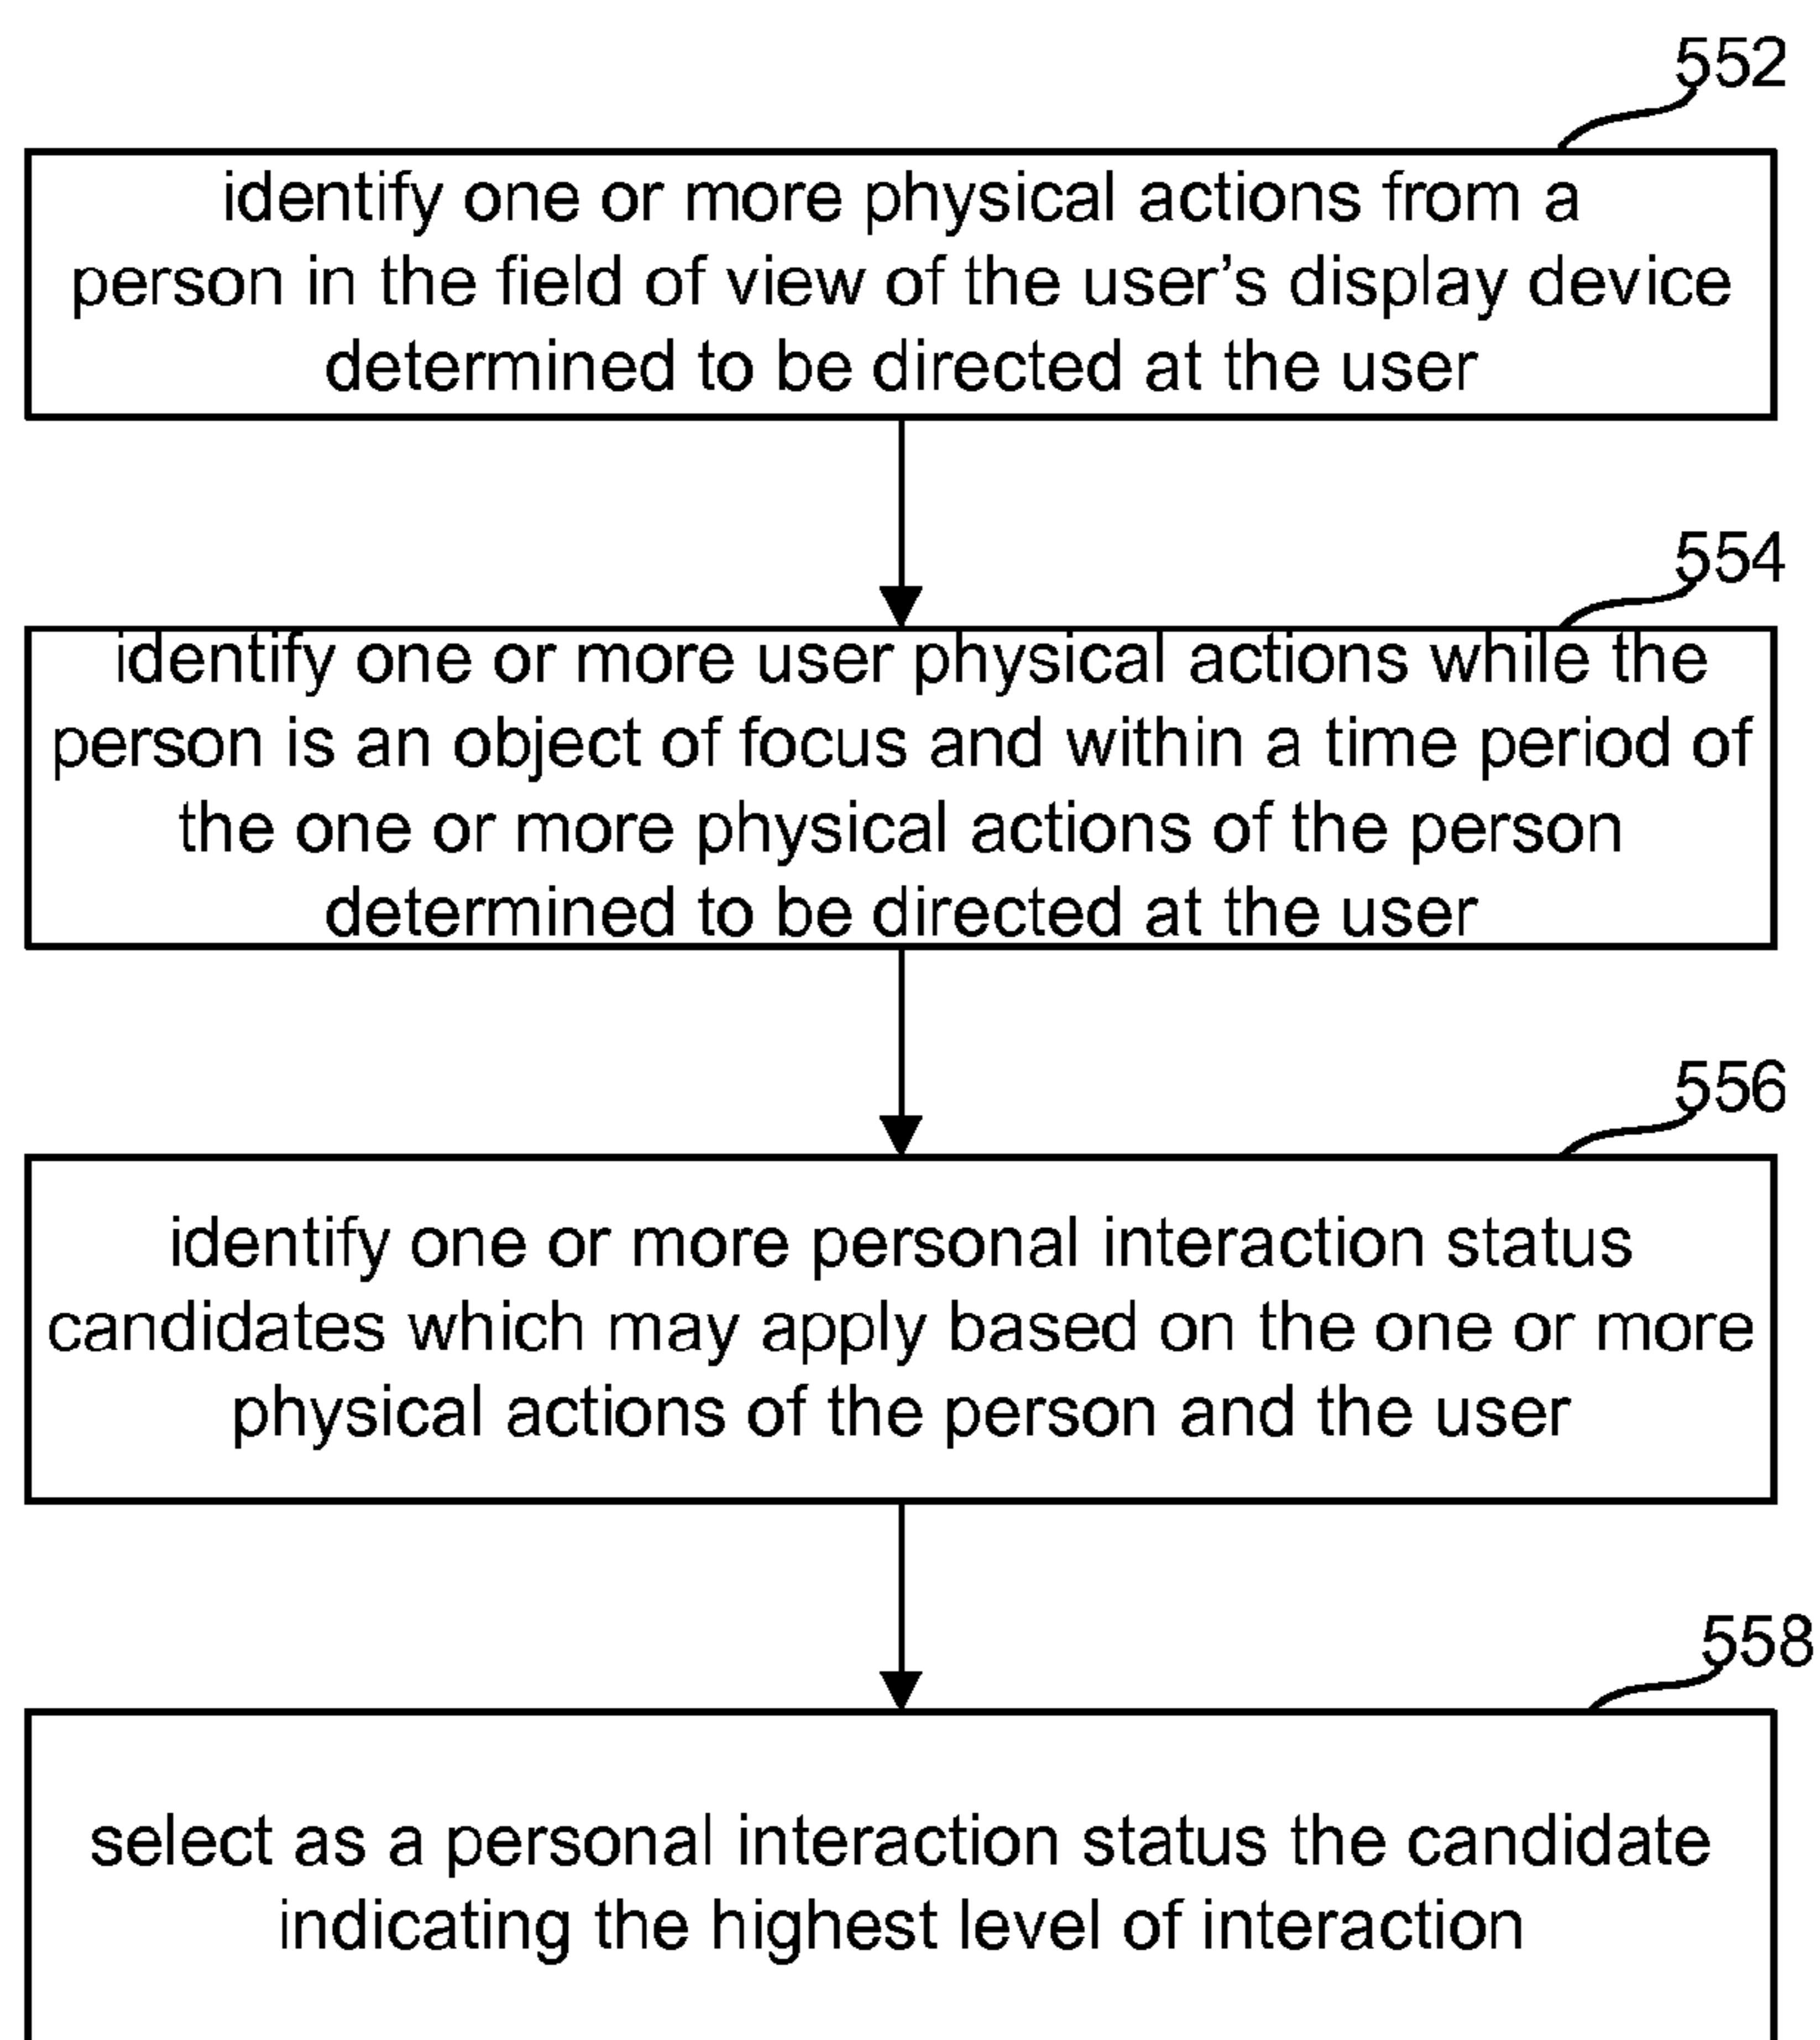 552
identify one or more physical actions from a
person in the field of view of the user's display device
determined to be directed at the user
554
identify one or more user physical actions while the
person is an object of focus and within a time period of
the one or more physical actions of the person
determined to be directed at the user
556
identify one or more personal interaction status
candidates which may apply based on the one or more
physical actions of the person and the user
558
select as a personal interaction status the candidate
indicating the highest level of interaction